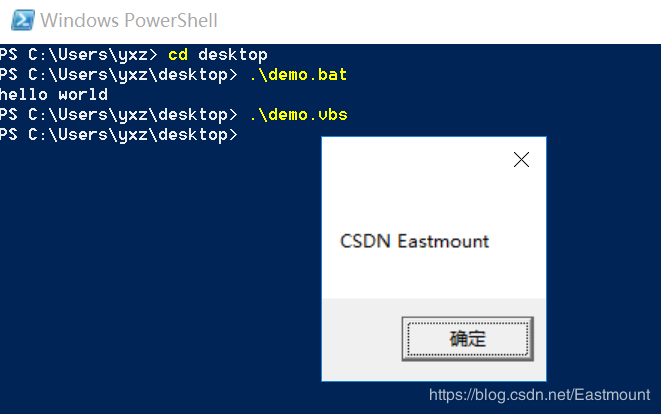 Windows PowerShell
PS C:\Users\yxz> cd desktop
PS C:\Users\yxz\desktop> .\demo.bat
hello world
PS C:\Users\yxz\desktop> .\demo.vbs
PS C:\Users\yxz\desktop>
CSDN Eastmount
确定
https://blog.csdn.net/Eastmount